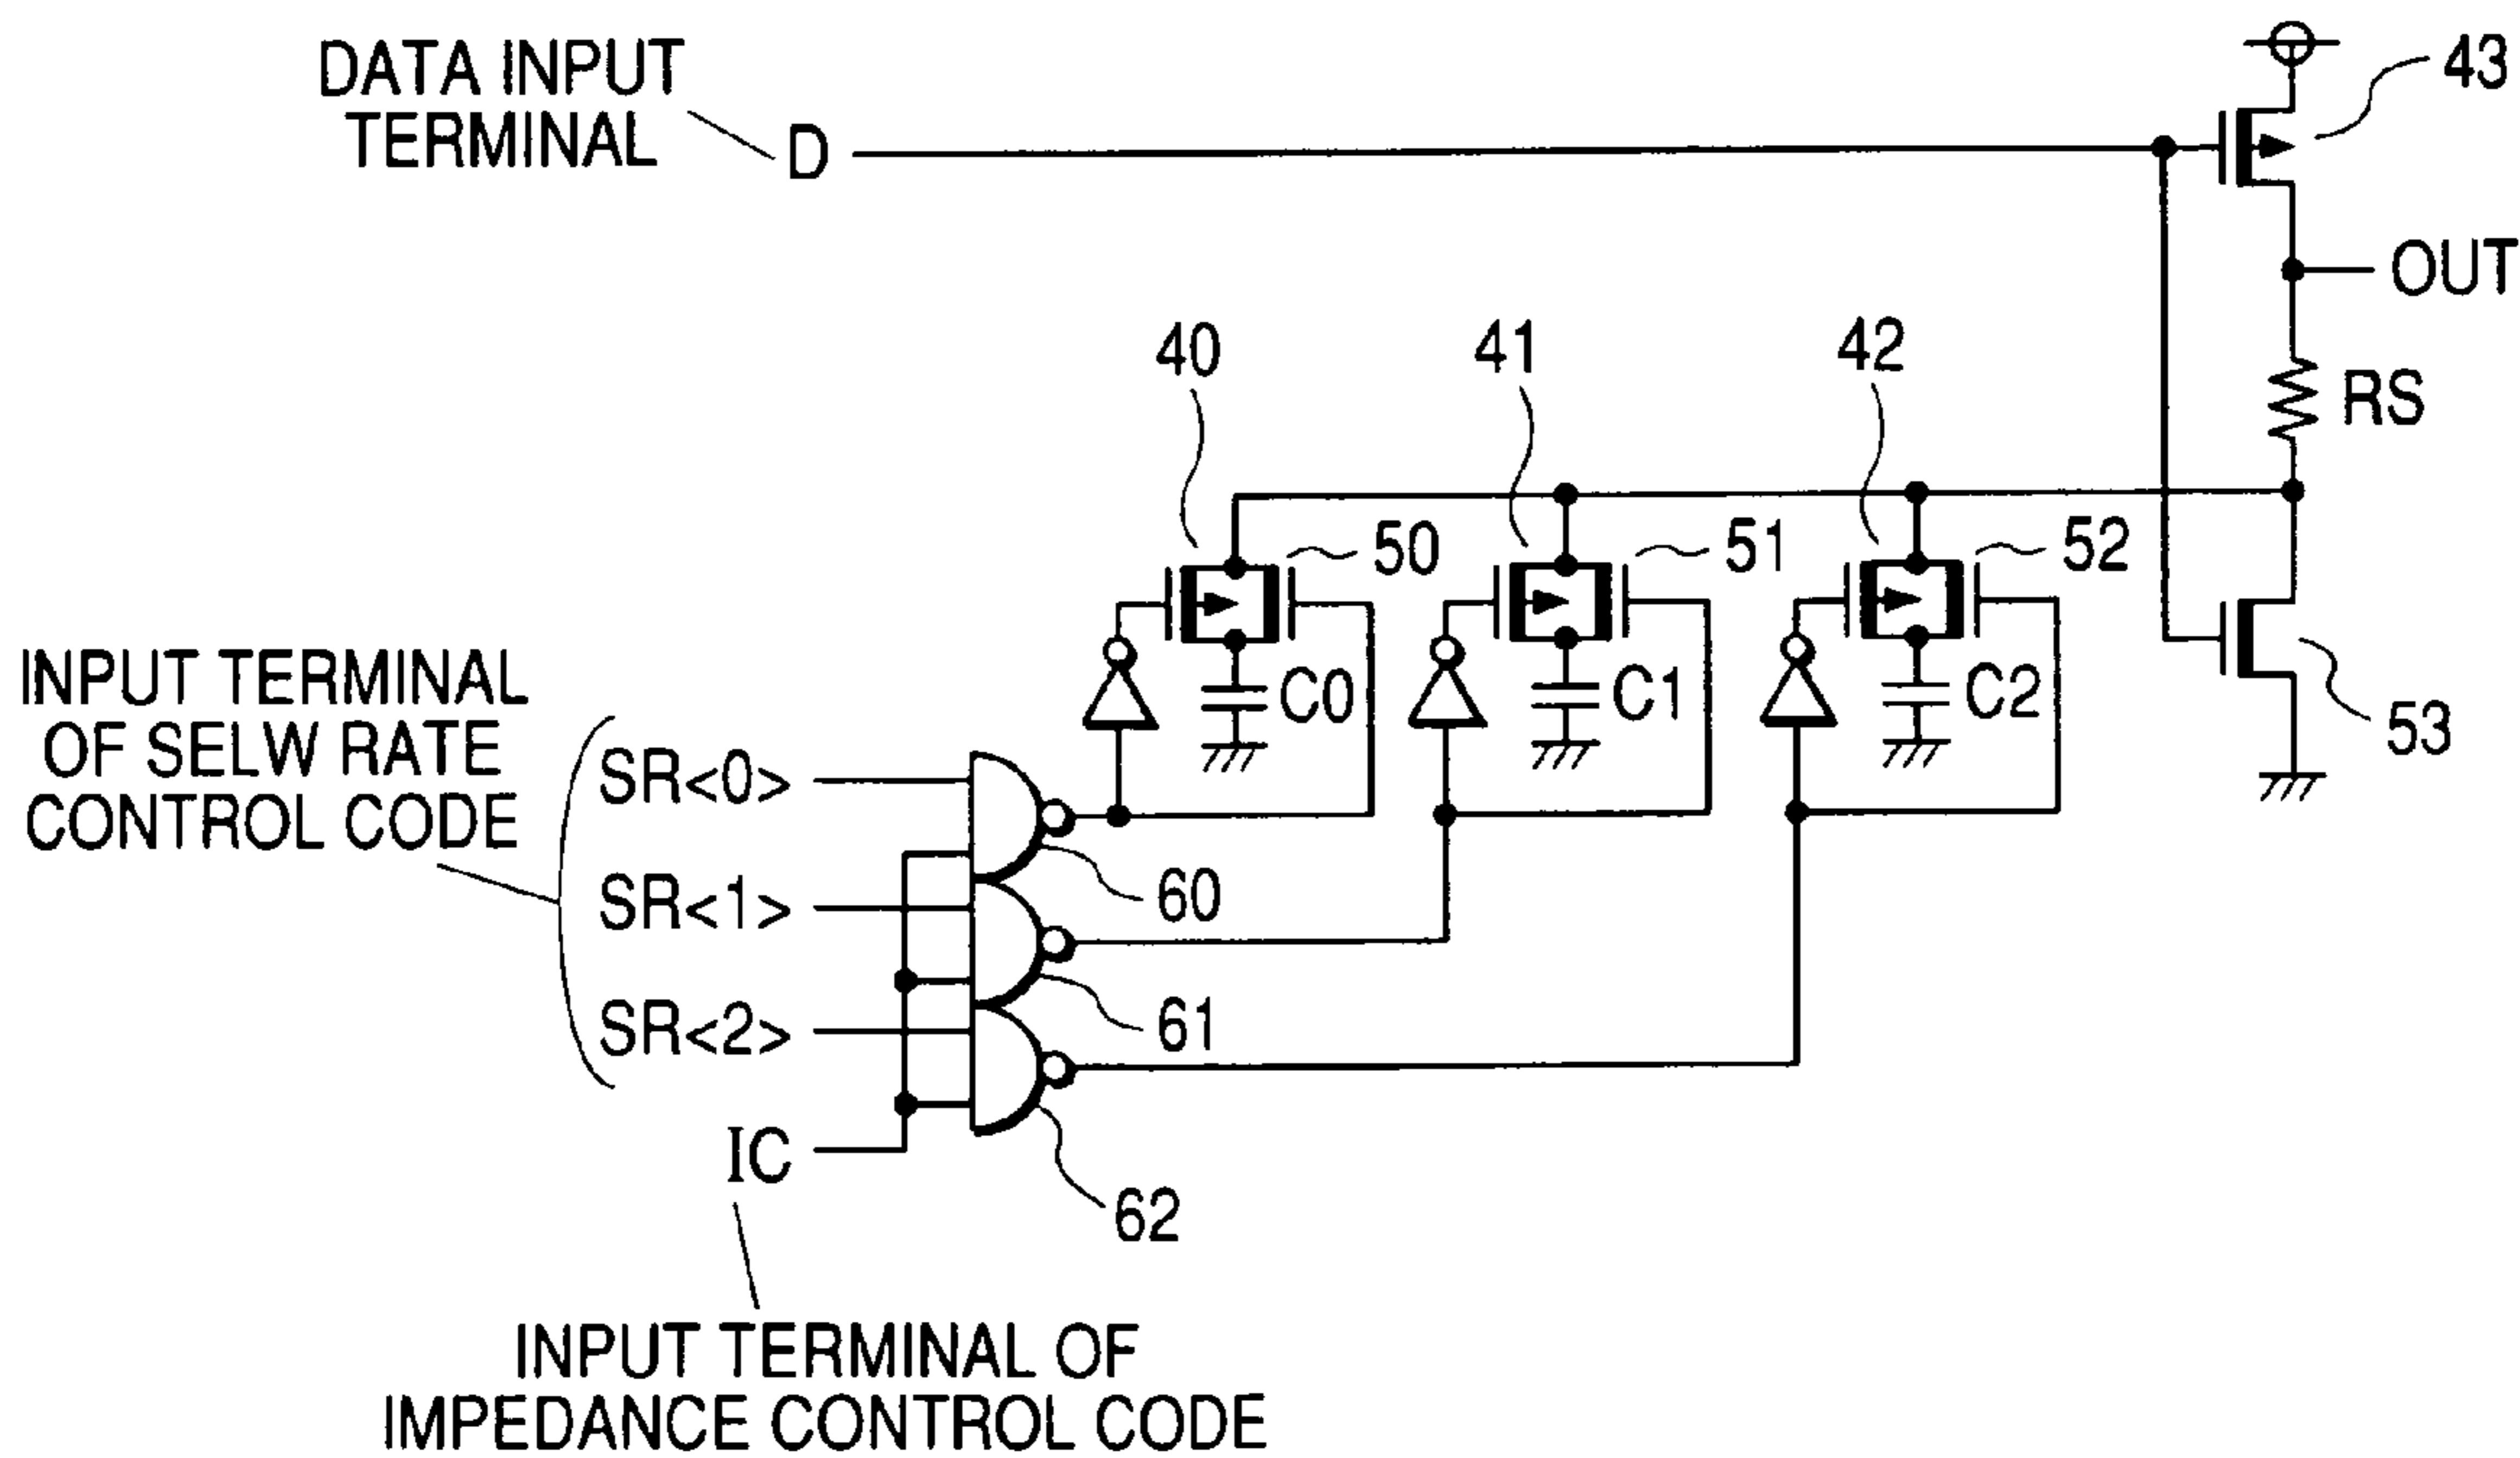 DATA INPUT
TERMINAL
D
43
OUT
RS
40
41
42
50
51
52
53
C0
C1
C2
INPUT TERMINAL
OF SELW RATE
CONTROL CODE
SR<0>
SR<1>
SR<2>
IC
60
61
62
INPUT TERMINAL OF
IMPEDANCE CONTROL CODE